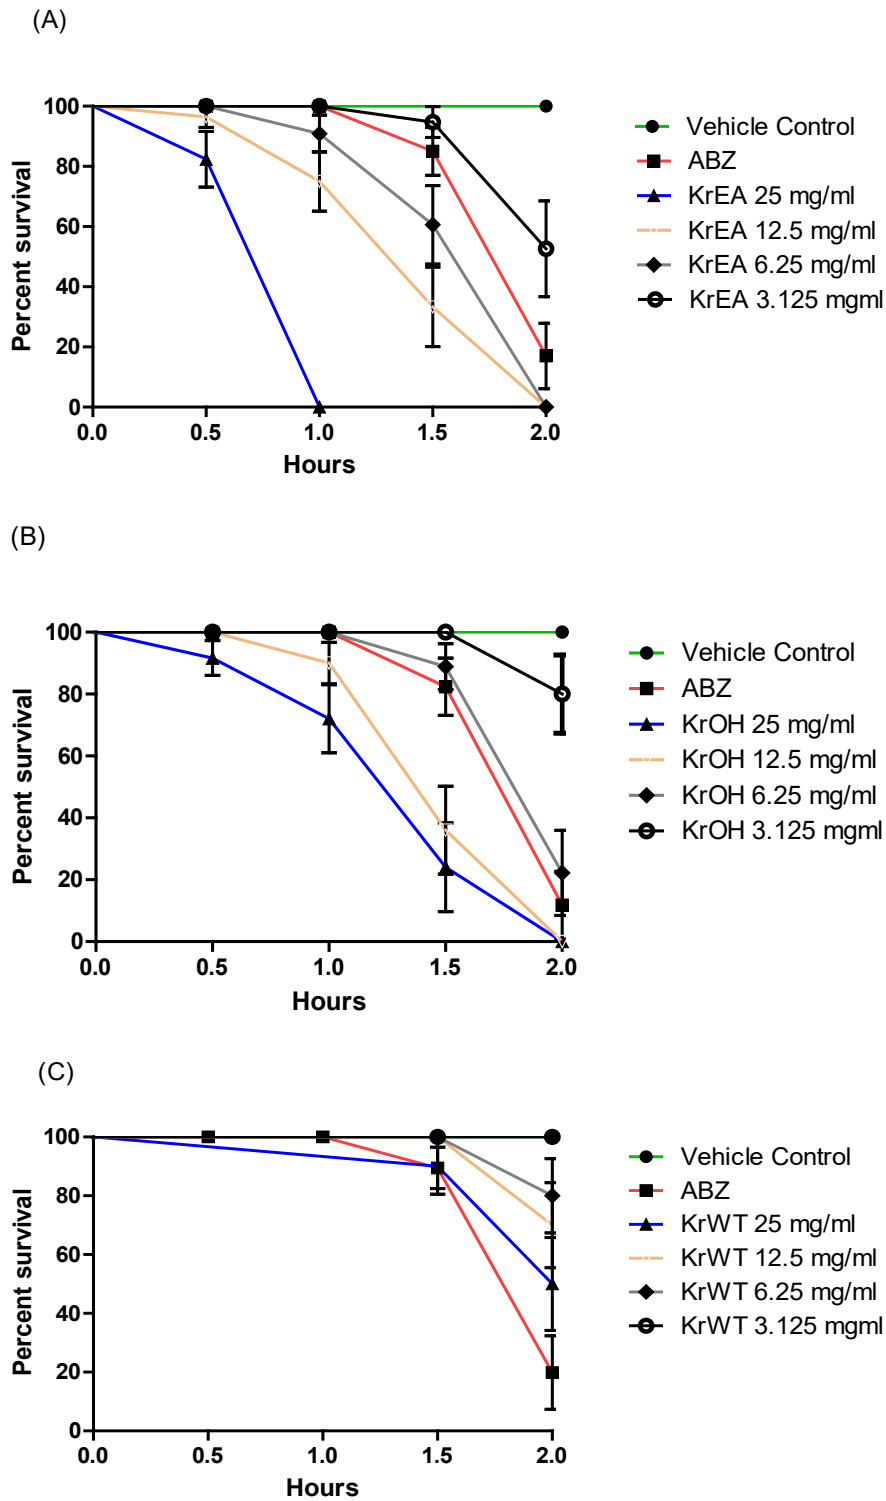 (A)
Percent survival
100
80
60
40
20
0
0.0 0.5 1.0 1.5 2.0
Hours
Vehicle Control
ABZ
KrEA 25 mg/ml
KrEA 12.5 mg/ml
KrEA 6.25 mg/ml
KrEA 3.125 mgml
(B)
Percent survival
100
80
60
40
20
0
0.0 0.5 1.0 1.5 2.0
Hours
Vehicle Control
ABZ
KrOH 25 mg/ml
KrOH 12.5 mg/ml
KrOH 6.25 mg/ml
KrOH 3.125 mgml
(C)
Percent survival
100
80
60
40
20
0
0.0 0.5 1.0 1.5 2.0
Hours
Vehicle Control
ABZ
KrWT 25 mg/ml
KrWT 12.5 mg/ml
KrWT 6.25 mg/ml
KrWT 3.125 mgml